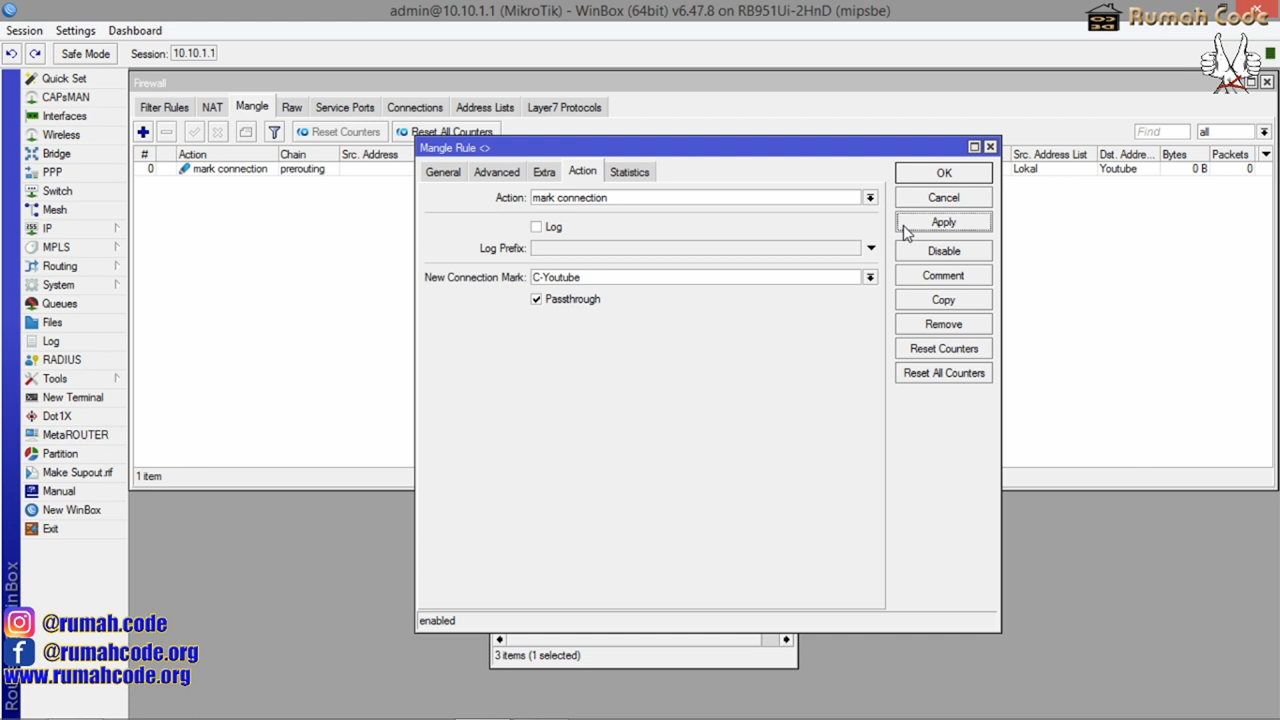 admin@10.10.1.1 (MikroTik) - WinBox (64bit) v6.47.8 on RB951Ui-2HnD (mipsbe)
Rumah Code
Session Settings Dashboard
Safe Mode Session: 10.10.1.1
Quick Set
CAPsMAN
Interfaces
Wireless
Bridge
PPP
Switch
Mesh
IP
MPLS
Routing
System
Queues
Files
Log
RADIUS
Tools
New Terminal
Dot1X
MetaROUTER
Partition
Make Supout.rif
Manual
New WinBox
Exit
Firewall
Filter Rules NAT Mangle Raw Service Ports Connections Address Lists Layer7 Protocols
Reset Counters Reset All Counters Find all
# Action Chain Src. Address Src. Address List Dst. Addre... Bytes Packets
0 mark connection prerouting Lokal Youtube 0 B 0
1 item
Mangle Rule <>
General Advanced Extra Action Statistics
Action: mark connection
Log
Log Prefix:
New Connection Mark: C-Youtube
Passthrough
OK
Cancel
Apply
Disable
Comment
Copy
Remove
Reset Counters
Reset All Counters
enabled
3 items (1 selected)
@rumah.code
@rumahcode.org
www.rumahcode.org